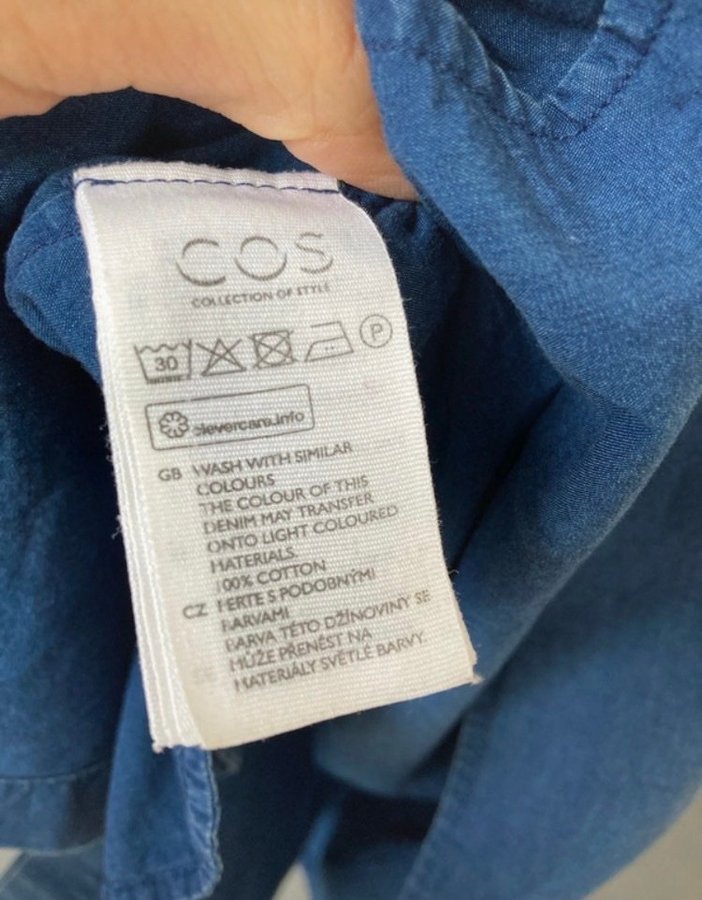 COS
COLLECTION OF STYLE
30 P
clevercare.info
GB WASH WITH SIMILAR
COLOURS
THE COLOUR OF THIS
DENIM MAY TRANSFER
ONTO LIGHT COLOURED
MATERIALS.
100% COTTON
CZ PERTE S PODOBNÝMI
BARVAMI
BARVA TÉTO DŽÍNOVINY SE
MŮŽE PŘENÉST NA
MATERIÁLY SVĚTLÉ BARVY.